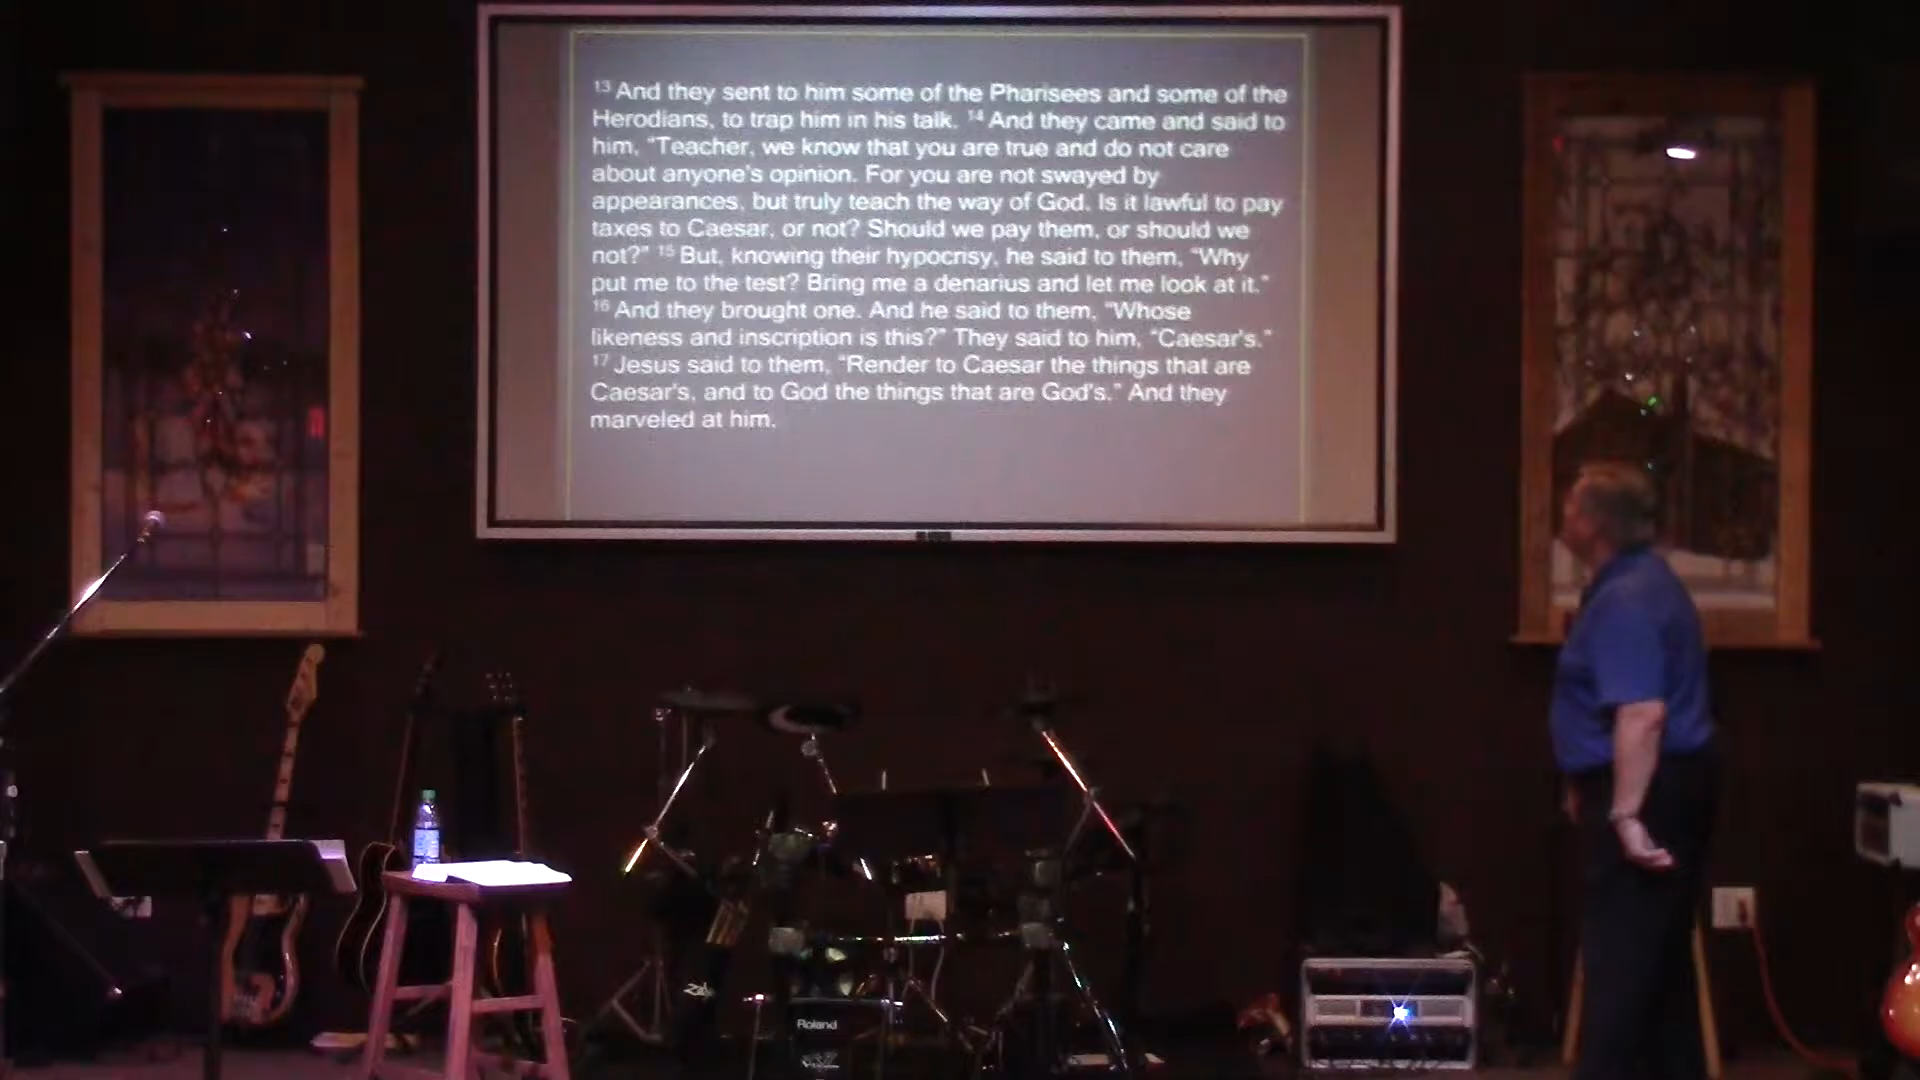 13 And they sent to him some of the Pharisees and some of the
Herodians, to trap him in his talk. 14 And they came and said to
him, “Teacher, we know that you are true and do not care
about anyone's opinion. For you are not swayed by
appearances, but truly teach the way of God. Is it lawful to pay
taxes to Caesar, or not? Should we pay them, or should we
not?” 15 But, knowing their hypocrisy, he said to them, “Why
put me to the test? Bring me a denarius and let me look at it.”
16 And they brought one. And he said to them, “Whose
likeness and inscription is this?” They said to him, “Caesar's.”
17 Jesus said to them, “Render to Caesar the things that are
Caesar's, and to God the things that are God's.” And they
marveled at him.
Roland